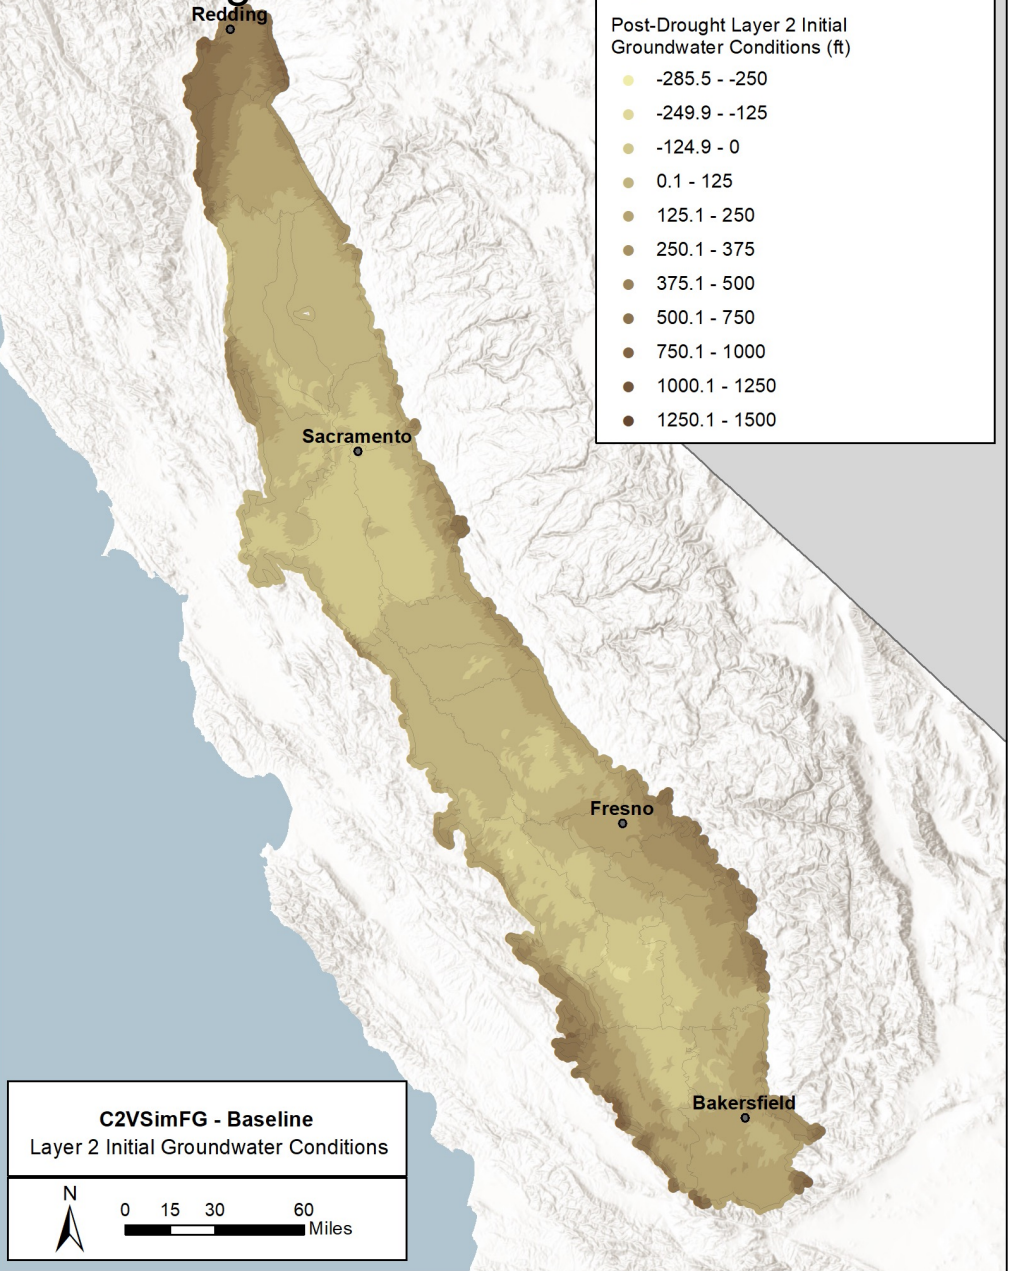 Redding
Post-Drought Layer 2 Initial
Groundwater Conditions (ft)
-285.5 - -250
-249.9 - -125
-124.9 - 0
0.1 - 125
125.1 - 250
250.1 - 375
375.1 - 500
500.1 - 750
750.1 - 1000
1000.1 - 1250
1250.1 - 1500
Sacramento
Fresno
Bakersfield
C2VSimFG - Baseline
Layer 2 Initial Groundwater Conditions
N
0 15 30 60
Miles